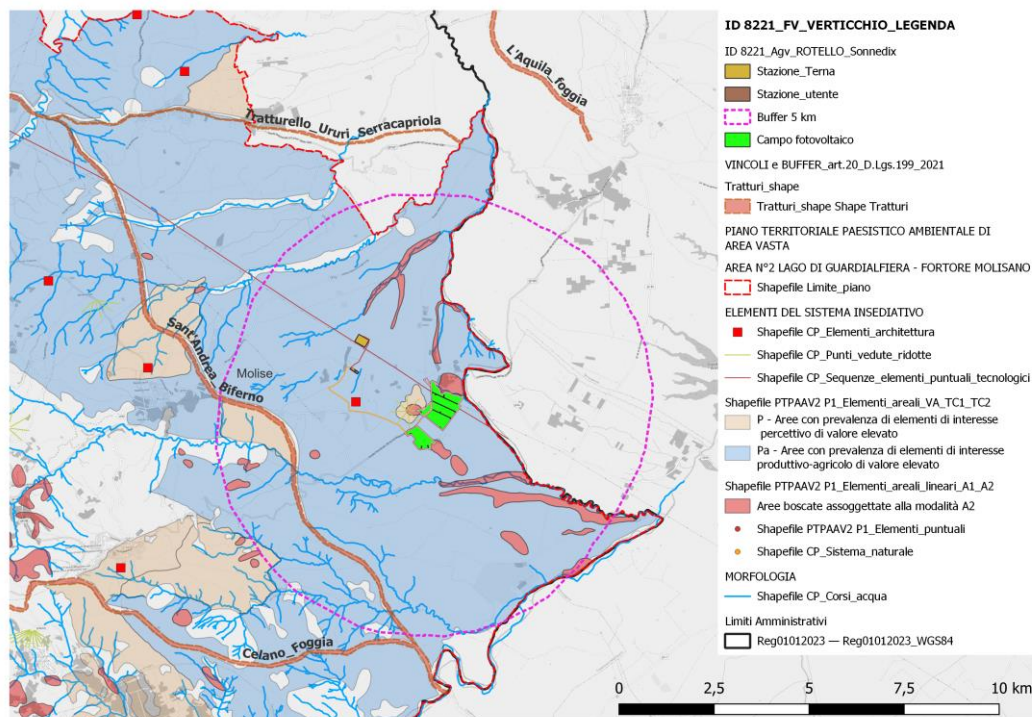 ID 8221_FV_VERTICCHIO_LEGENDA
ID 8221_Agv_ROTELLO_Sonnedix
Stazione_Terna
Stazione_utente
Buffer 5 km
Campo fotovoltaico
VINCOLI e BUFFER_art.20_D.Lgs.199_2021
Tratturi_shape
Tratturi_shape Shape Tratturi
PIANO TERRITORIALE PAESISTICO AMBIENTALE DI
AREA VASTA
AREA N°2 LAGO DI GUARDIALFIERA - FORTORE MOLISANO
Shapefile Limite_piano
ELEMENTI DEL SISTEMA INSEDIATIVO
Shapefile CP_Elementi_architettura
Shapefile CP_Punti_vedute_ridotte
Shapefile CP_Sequenze_elementi_puntuali_tecnologici
Shapefile PTPAAV2 P1_Elementi_areali_VA_TC1_TC2
P - Aree con prevalenza di elementi di interesse
percettivo di valore elevato
Pa - Aree con prevalenza di elementi di interesse
produttivo-agricolo di valore elevato
Shapefile PTPAAV2 P1_Elementi_areali_lineari_A1_A2
Aree boscate assoggettate alla modalità A2
Shapefile PTPAAV2 P1_Elementi_puntuali
Shapefile CP_Sistema_naturale
MORFOLOGIA
Shapefile CP_Corsi_acqua
Limiti Amministrativi
Reg01012023 — Reg01012023_WGS84
L'Aquila_foggia
Tratturello_Ururi_Serracapriola
Sant'Andrea_Biferno
Molise
Celano_Foggia
0 2,5 5 7,5 10 km